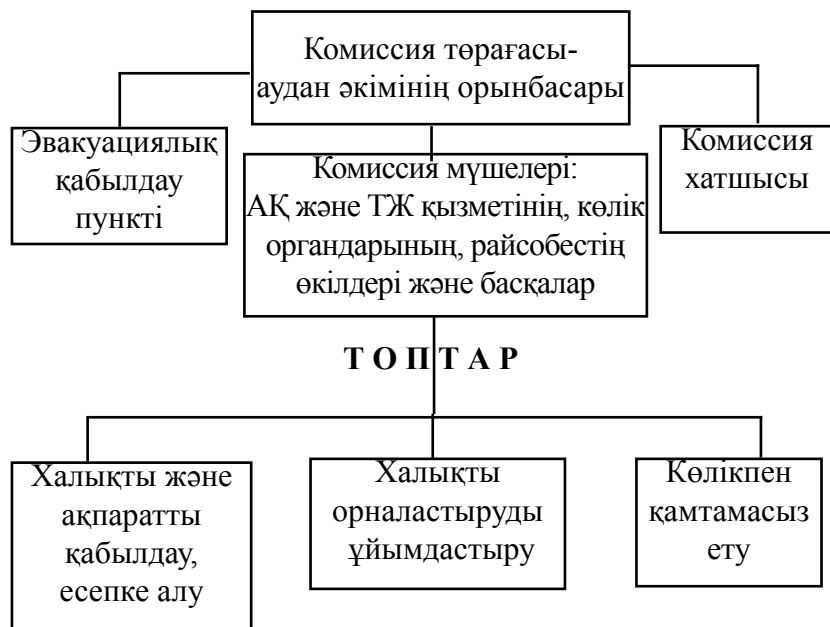 Комиссия төрағасы-
аудан әкімінің орынбасары
Эвакуациялық
қабылдау
пункті
Комиссия мүшелері:
АҚ және ТЖ қызметінің, көлік
органдарының, райсобестің
өкілдері және басқалар
Комиссия
хатшысы
Т О П Т А Р
Халықты және
ақпаратты
қабылдау,
есепке алу
Халықты
орналастыруды
ұйымдастыру
Көлікпен
қамтамасыз
ету